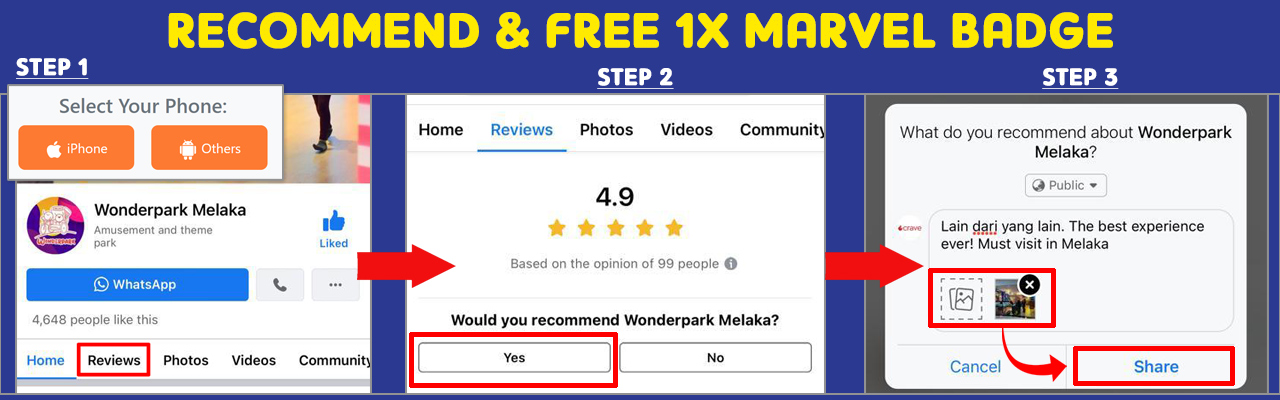 RECOMMEND & FREE 1X MARVEL BADGE
STEP 1
Select Your Phone:
iPhone
Others
WONDERPARK
Wonderpark Melaka
Amusement and theme
park
Liked
WhatsApp
4,648 people like this
Home
Reviews
Photos
Videos
Community
STEP 2
Home
Reviews
Photos
Videos
Community
4.9
Based on the opinion of 99 people
Would you recommend Wonderpark Melaka?
Yes
No
STEP 3
What do you recommend about Wonderpark
Melaka?
Public
crave
Lain dari yang lain. The best experience
ever! Must visit in Melaka
Cancel
Share